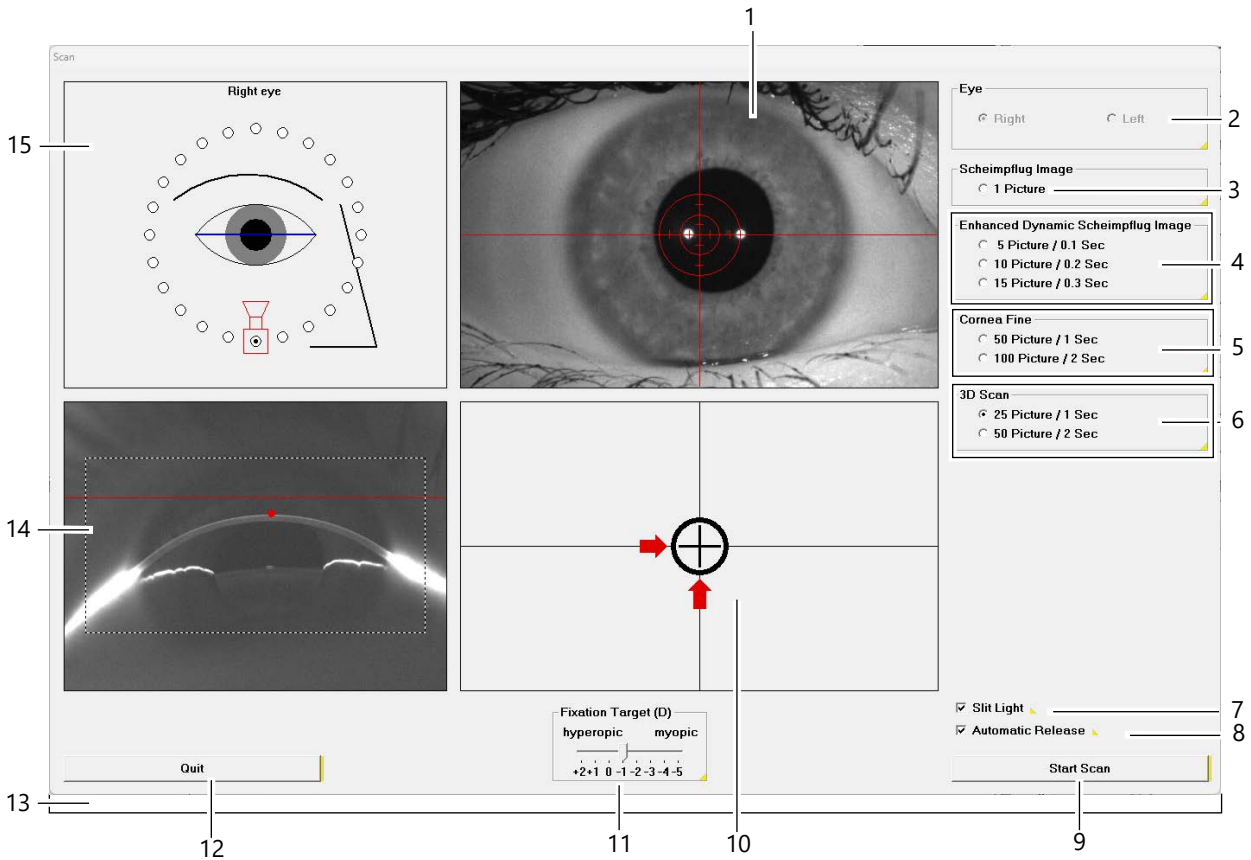 1
Scan
Right eye
15
Eye
Right Left
2
Scheimpflug Image
1 Picture
3
Enhanced Dynamic Scheimpflug Image
5 Picture / 0.1 Sec
10 Picture / 0.2 Sec
15 Picture / 0.3 Sec
4
Cornea Fine
50 Picture / 1 Sec
100 Picture / 2 Sec
5
3D Scan
25 Picture / 1 Sec
50 Picture / 2 Sec
6
14
Slit Light
7
Automatic Release
8
Fixation Target (D)
hyperopic myopic
+2+1 0 -1 -2 -3 -4 -5
Quit
Start Scan
13
12
11
10
9